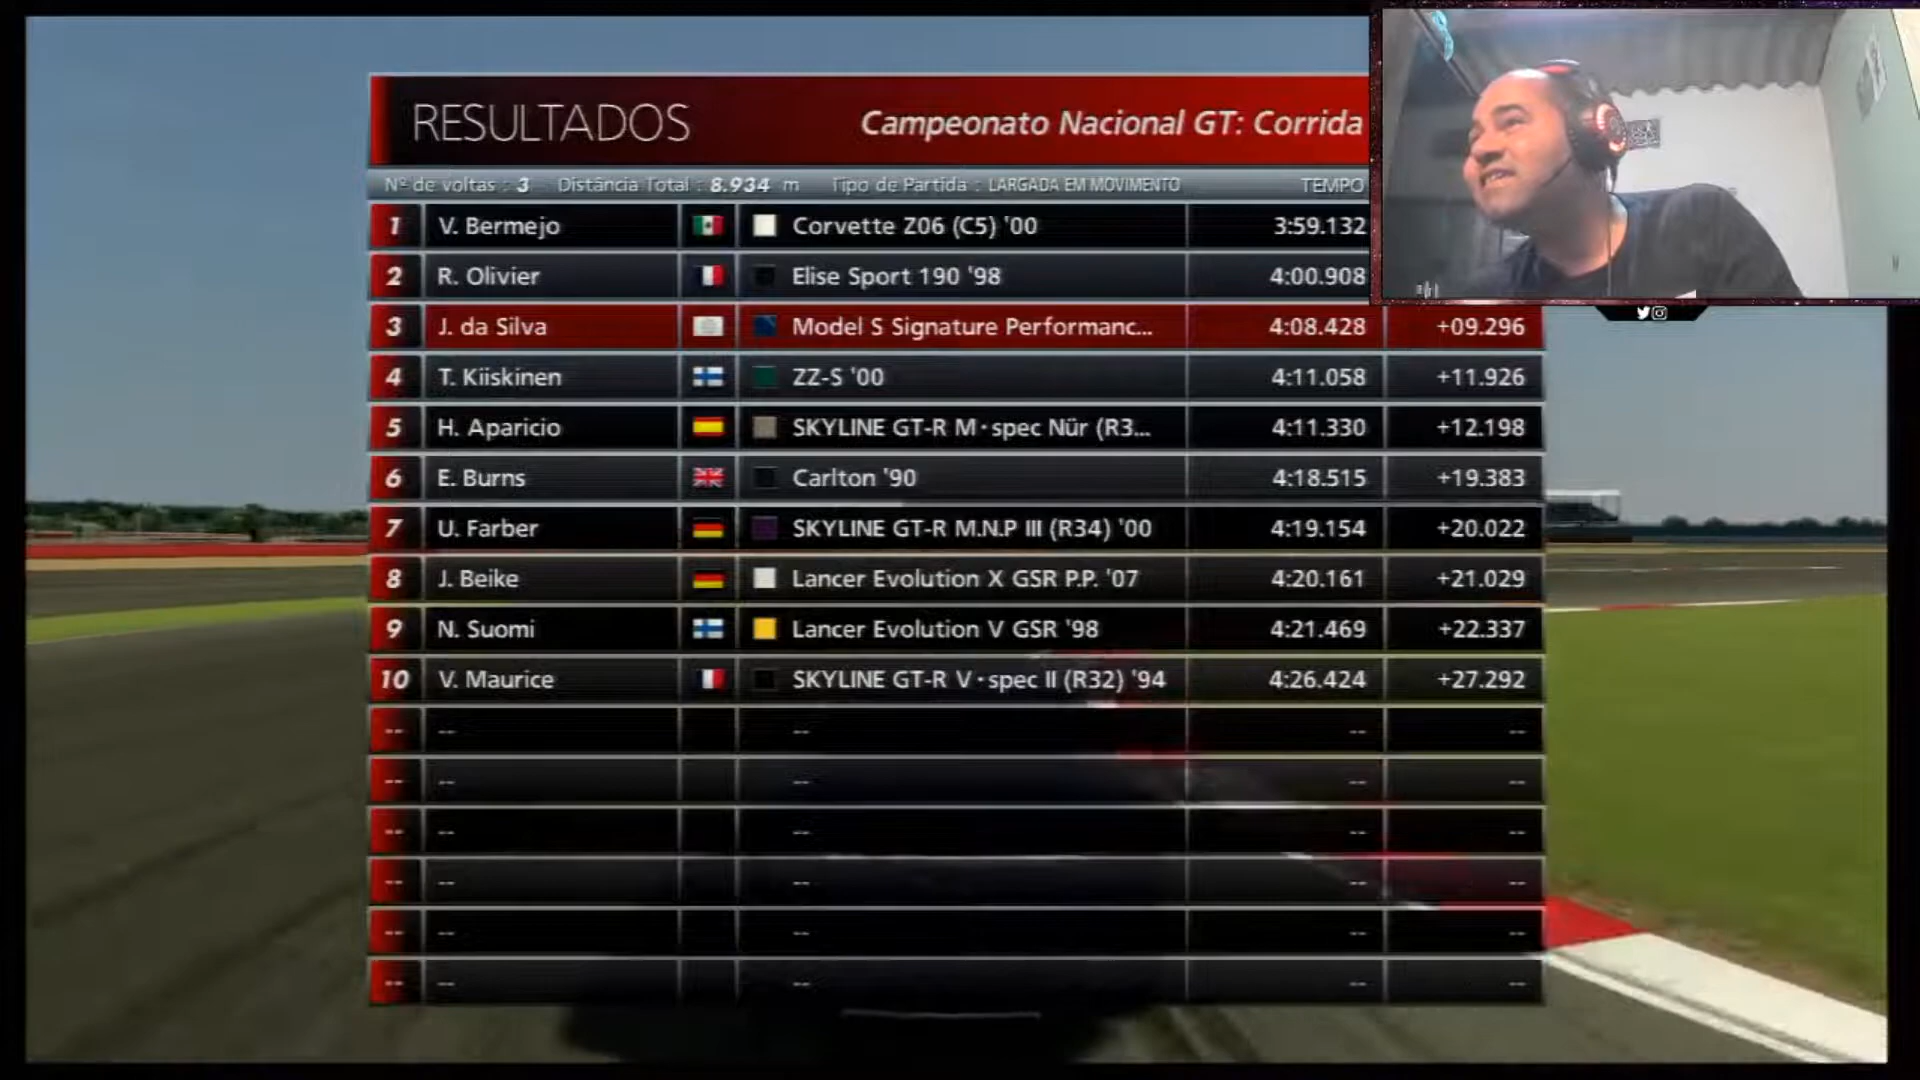 RESULTADOS Campeonato Nacional GT: Corrida
Nº de voltas : 3 Distância Total : 8.934 m Tipo de Partida : LARGADA EM MOVIMENTO TEMPO
1 V. Bermejo Corvette Z06 (C5) '00 3:59.132
2 R. Olivier Elise Sport 190 '98 4:00.908
3 J. da Silva Model S Signature Performanc... 4:08.428 +09.296
4 T. Kiiskinen ZZ-S '00 4:11.058 +11.926
5 H. Aparicio SKYLINE GT-R M·spec Nür (R3... 4:11.330 +12.198
6 E. Burns Carlton '90 4:18.515 +19.383
7 U. Farber SKYLINE GT-R M.N.P III (R34) '00 4:19.154 +20.022
8 J. Beike Lancer Evolution X GSR P.P. '07 4:20.161 +21.029
9 N. Suomi Lancer Evolution V GSR '98 4:21.469 +22.337
10 V. Maurice SKYLINE GT-R V·spec II (R32) '94 4:26.424 +27.292
-- -- -- -- --
-- -- -- -- --
-- -- -- -- --
-- -- -- -- --
-- -- -- -- --
-- -- -- -- --